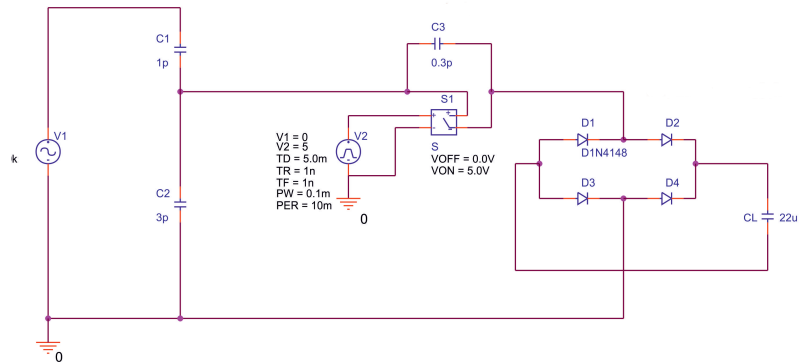 C1
1p
C3
0.3p
S1
+
+
-
-
V1
k
V2
V1 = 0
V2 = 5
TD = 5.0m
TR = 1n
TF = 1n
PW = 0.1m
PER = 10m
S
VOFF = 0.0V
VON = 5.0V
D1
D2
D1N4148
D3
D4
C2
3p
CL
22u
0
0